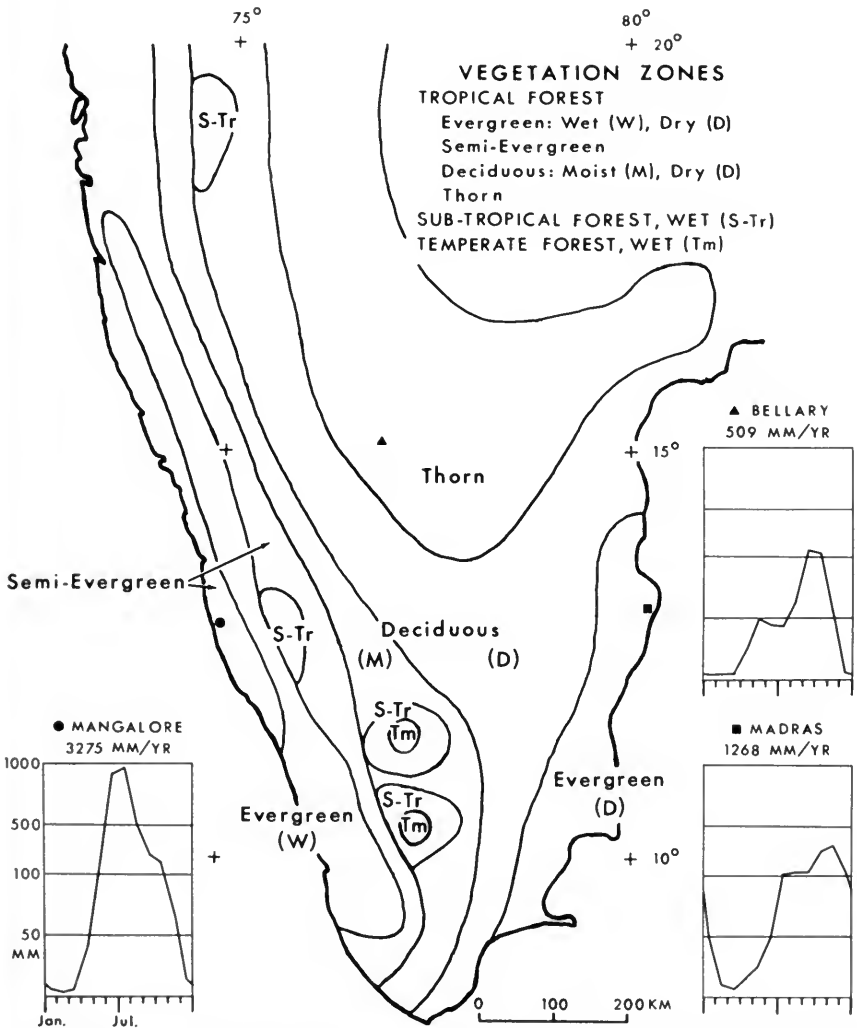 75°
80°
20°
VEGETATION ZONES
TROPICAL FOREST
Evergreen: Wet (W), Dry (D)
Semi-Evergreen
Deciduous: Moist (M), Dry (D)
Thorn
SUB-TROPICAL FOREST, WET (S-Tr)
TEMPERATE FOREST, WET (Tm)
S-Tr
▲ BELLARY
509 MM/YR
15°
Thorn
Semi-Evergreen
S-Tr
Deciduous
(M)
(D)
S-Tr
Tm
● MANGALORE
3275 MM/YR
■ MADRAS
1268 MM/YR
1000
500
100
50
MM
Jan.
Jul.
Evergreen
(W)
S-Tr
Tm
Evergreen
(D)
10°
0
100
200 KM